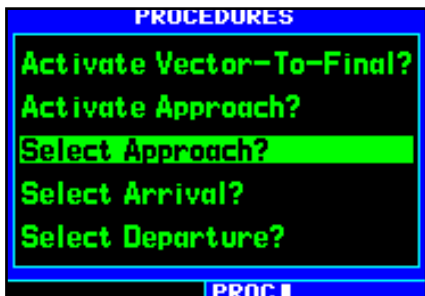 PROCEDURES
Activate Vector-To-Final?
Activate Approach?
Select Approach?
Select Arrival?
Select Departure?
PROC